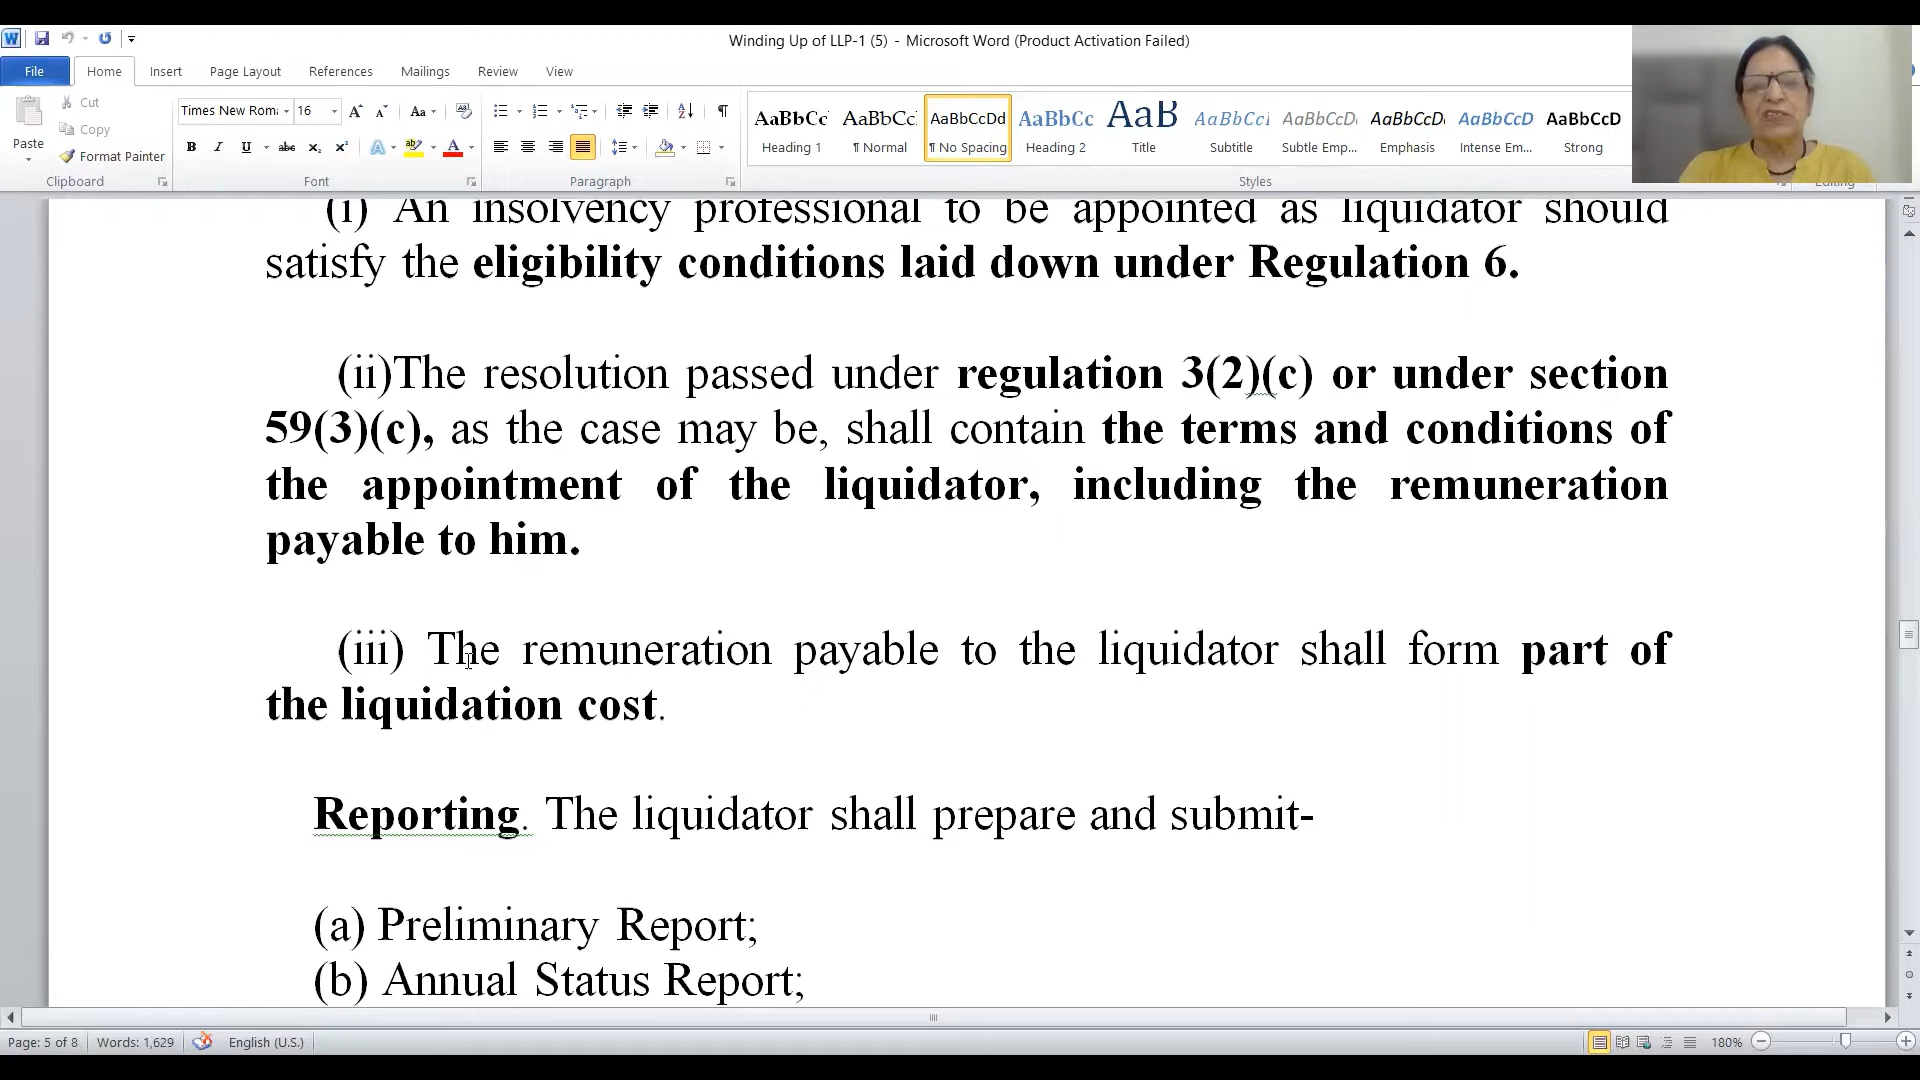 Winding Up of LLP-1 (5) - Microsoft Word (Product Activation Failed)
File Home Insert Page Layout References Mailings Review View
Paste Cut Copy Format Painter
Times New Roma 16
AaBbCc AaBbCc AaBbCcDd AaBbCc AaB AaBbCcI AaBbCcD AaBbCcD AaBbCcD AaBbCcD
Heading 1 ¶ Normal ¶ No Spacing Heading 2 Title Subtitle Subtle Emp... Emphasis Intense Em... Strong
Clipboard Font Paragraph Styles Editing
(i) An insolvency professional to be appointed as liquidator should
satisfy the eligibility conditions laid down under Regulation 6.
(ii)The resolution passed under regulation 3(2)(c) or under section
59(3)(c), as the case may be, shall contain the terms and conditions of
the appointment of the liquidator, including the remuneration
payable to him.
(iii) The remuneration payable to the liquidator shall form part of
the liquidation cost.
Reporting. The liquidator shall prepare and submit-
(a) Preliminary Report;
(b) Annual Status Report;
Page: 5 of 8 Words: 1,629 English (U.S.) 180%